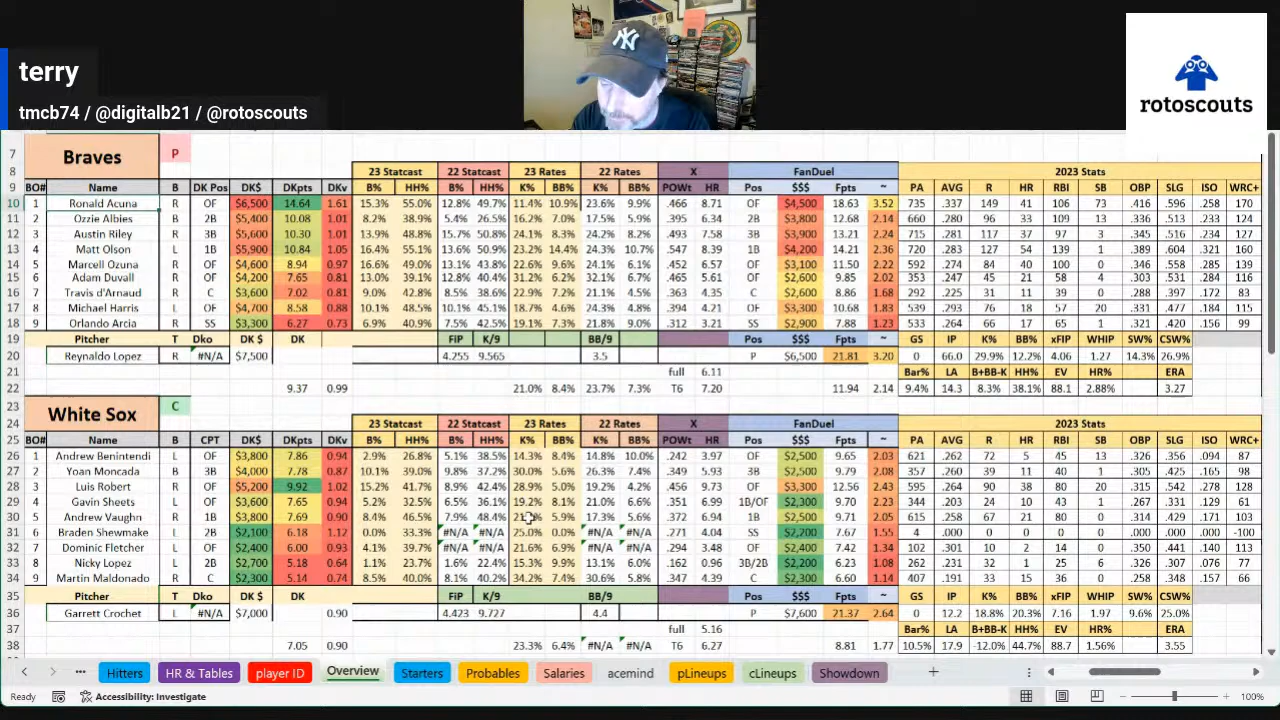 terry
tmcb74 / @digitalb21 / @rotoscouts
rotoscouts
7 Braves P
8 23 Statcast 22 Statcast 23 Rates 22 Rates X FanDuel 2023 Stats
9 BO# Name B DK Pos DK$ DKpts DKv B% HH% B% HH% K% BB% K% BB% POWt HR Pos $$$ Fpts ~ PA AVG R HR RBI SB OBP SLG ISO WRC+
10 1 Ronald Acuna R OF $6,500 14.64 1.61 15.3% 55.0% 12.8% 49.7% 11.4% 10.9% 23.6% 9.9% .466 8.71 OF $4,500 18.63 3.52 735 .337 149 41 106 73 .416 .596 .258 170
11 2 Ozzie Albies R 2B $5,400 10.08 1.01 8.2% 38.9% 5.4% 26.5% 16.2% 7.0% 16.7% 5.6% .395 6.34 2B $3,800 12.68 2.14 660 .280 96 33 109 13 .336 .513 .233 124
12 3 Austin Riley R 3B $5,600 10.30 1.01 13.9% 48.8% 15.7% 50.8% 24.1% 8.3% 24.2% 8.2% .493 7.58 3B $3,900 13.21 2.24 715 .281 117 37 97 3 .345 .516 .234 127
13 4 Matt Olson L 1B $5,900 10.84 1.05 16.4% 55.1% 13.6% 50.9% 23.2% 14.4% 24.3% 10.7% .547 8.39 1B $4,200 14.21 2.36 720 .283 127 54 139 1 .389 .604 .321 160
14 5 Marcell Ozuna R OF $4,600 8.94 0.97 16.6% 49.0% 13.1% 43.8% 22.6% 9.6% 24.1% 6.1% .452 6.57 OF $3,100 11.50 2.22 592 .274 84 40 100 0 .346 .558 .285 139
15 6 Adam Duvall R OF $4,200 7.65 0.81 13.0% 39.1% 12.8% 40.4% 31.2% 6.2% 32.1% 6.7% .465 5.61 OF $2,600 9.85 2.02 353 .247 45 21 58 4 .303 .531 .284 116
16 7 Travis d'Arnaud R C $3,600 7.02 0.81 9.0% 42.8% 8.5% 38.6% 22.9% 7.2% 21.1% 4.5% .363 4.35 C $2,600 8.86 1.68 292 .225 31 11 39 0 .288 .397 .172 83
17 8 Michael Harris L OF $4,700 8.58 0.88 10.1% 48.5% 10.1% 45.1% 18.7% 4.6% 24.3% 4.8% .394 4.21 OF $3,300 10.68 1.83 539 .293 76 18 57 20 .331 .477 .184 115
18 9 Orlando Arcia R SS $3,300 6.27 0.73 6.9% 40.9% 7.5% 42.5% 19.1% 7.3% 21.8% 9.0% .312 3.21 SS $2,900 7.88 1.23 533 .264 66 17 65 1 .321 .420 .156 99
19 Pitcher T Dko DK $ DK FIP K/9 BB/9 Pos $$$ Fpts ~ GS IP K% BB% xFIP WHIP SW% CSW%
20 Reynaldo Lopez R #N/A $7,500 4.255 9.565 3.5 P $6,500 21.81 3.20 0 66.0 29.9% 12.2% 4.06 1.27 14.3% 26.9%
21 full 6.11 Bar% LA B+BB-K HH% EV HR% ERA
22 9.37 0.99 21.0% 8.4% 23.7% 7.3% T6 7.20 11.94 2.14 9.4% 14.3 8.3% 38.1% 88.1 2.88% 3.27
23 White Sox C
24 23 Statcast 22 Statcast 23 Rates 22 Rates X FanDuel 2023 Stats
25 BO# Name B CPT DK$ DKpts DKv B% HH% B% HH% K% BB% K% BB% POWt HR Pos $$$ Fpts ~ PA AVG R HR RBI SB OBP SLG ISO WRC+
26 1 Andrew Benintendi L OF $3,800 7.86 0.94 2.9% 26.8% 5.1% 38.5% 14.3% 8.4% 14.8% 10.0% .242 3.97 OF $2,500 9.65 2.03 621 .262 72 5 45 13 .326 .356 .094 87
27 2 Yoan Moncada B 3B $4,000 7.78 0.87 10.1% 39.0% 9.8% 37.2% 30.0% 5.6% 26.3% 7.4% .349 5.93 3B $2,500 9.79 2.08 357 .260 39 11 40 1 .305 .425 .165 98
28 3 Luis Robert R OF $5,200 9.92 1.02 15.2% 41.7% 8.9% 42.4% 28.9% 5.0% 19.2% 4.2% .456 9.73 OF $3,300 12.56 2.43 595 .264 90 38 80 20 .315 .542 .278 128
29 4 Gavin Sheets L OF $3,600 7.65 0.94 5.2% 32.5% 6.5% 36.1% 19.2% 8.1% 21.0% 6.6% .351 6.99 1B/OF $2,300 9.70 2.23 344 .203 24 10 43 1 .267 .331 .129 61
30 5 Andrew Vaughn R 1B $3,800 7.69 0.90 8.4% 46.5% 7.9% 48.4% 5.9% 17.3% 5.6% .372 6.94 1B $2,500 9.71 2.05 615 .258 67 21 80 0 .314 .429 .171 103
31 6 Braden Shewmake L SS $2,100 6.18 1.12 0.0% 33.3% #N/A #N/A 25.0% 0.0% #N/A #N/A .271 4.04 SS $2,200 7.67 1.55 4 .000 0 0 0 0 .000 .000 .000 -100
32 7 Dominic Fletcher L OF $2,400 6.00 0.93 4.1% 39.7% #N/A #N/A 21.6% 6.9% #N/A #N/A .294 3.48 OF $2,400 7.42 1.34 102 .301 10 2 14 0 .350 .441 .140 113
33 8 Nicky Lopez L 2B $2,700 5.18 0.64 1.1% 23.7% 1.6% 22.4% 15.3% 9.9% 13.1% 6.0% .162 0.96 3B/2B $2,200 6.23 1.08 262 .231 32 1 25 6 .326 .307 .076 77
34 9 Martin Maldonado R C $2,300 5.14 0.74 8.5% 40.0% 8.1% 40.2% 34.2% 7.4% 30.6% 5.8% .347 4.39 C $2,300 6.60 1.14 407 .191 33 15 36 0 .258 .348 .157 66
35 Pitcher T Dko DK $ DK FIP K/9 BB/9 Pos $$$ Fpts ~ GS IP K% BB% xFIP WHIP SW% CSW%
36 Garrett Crochet L #N/A $7,000 0.90 4.423 9.727 4.4 P $7,600 21.37 2.64 0 12.2 18.8% 20.3% 7.16 1.97 9.6% 25.0%
37 full 5.16 Bar% LA B+BB-K HH% EV HR% ERA
38 7.05 0.90 23.3% 6.4% #N/A #N/A T6 6.27 8.81 1.77 10.5% 17.9 -12.0% 44.7% 88.7 1.56% 3.55
... Hitters HR & Tables player ID Overview Starters Probables Salaries acemind pLineups cLineups Showdown +
Ready Accessibility: Investigate 100%